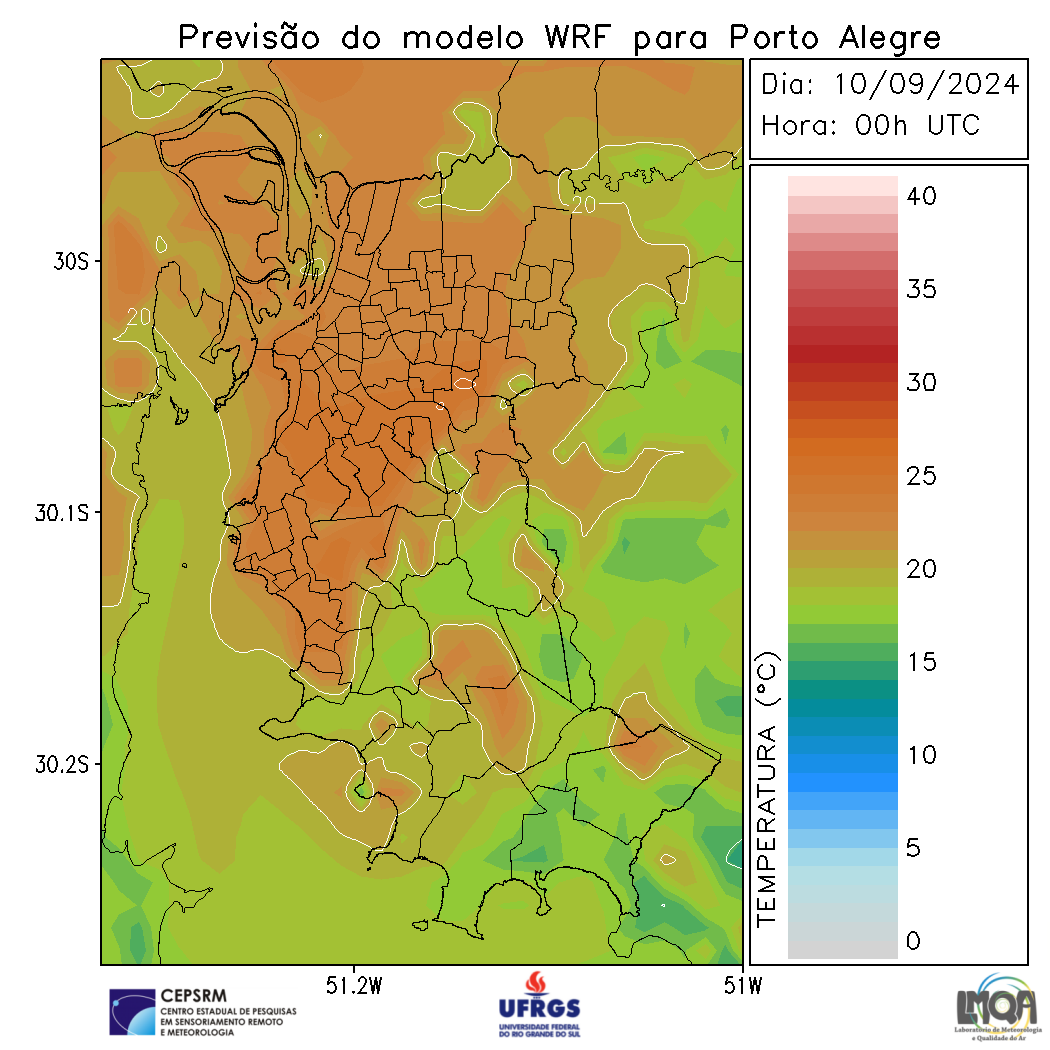 Previsão do modelo WRF para Porto Alegre
Dia: 10/09/2024
Hora: 00h UTC
30S
30.1S
30.2S
51.2W
51W
20
20
TEMPERATURA (°C)
40
35
30
25
20
15
10
5
0
CEPSRM
CENTRO ESTADUAL DE PESQUISAS
EM SENSORIAMENTO REMOTO
E METEOROLOGIA
UFRGS
UNIVERSIDADE FEDERAL
DO RIO GRANDE DO SUL
LMQA
Laboratório de Meteorologia
e Qualidade do Ar